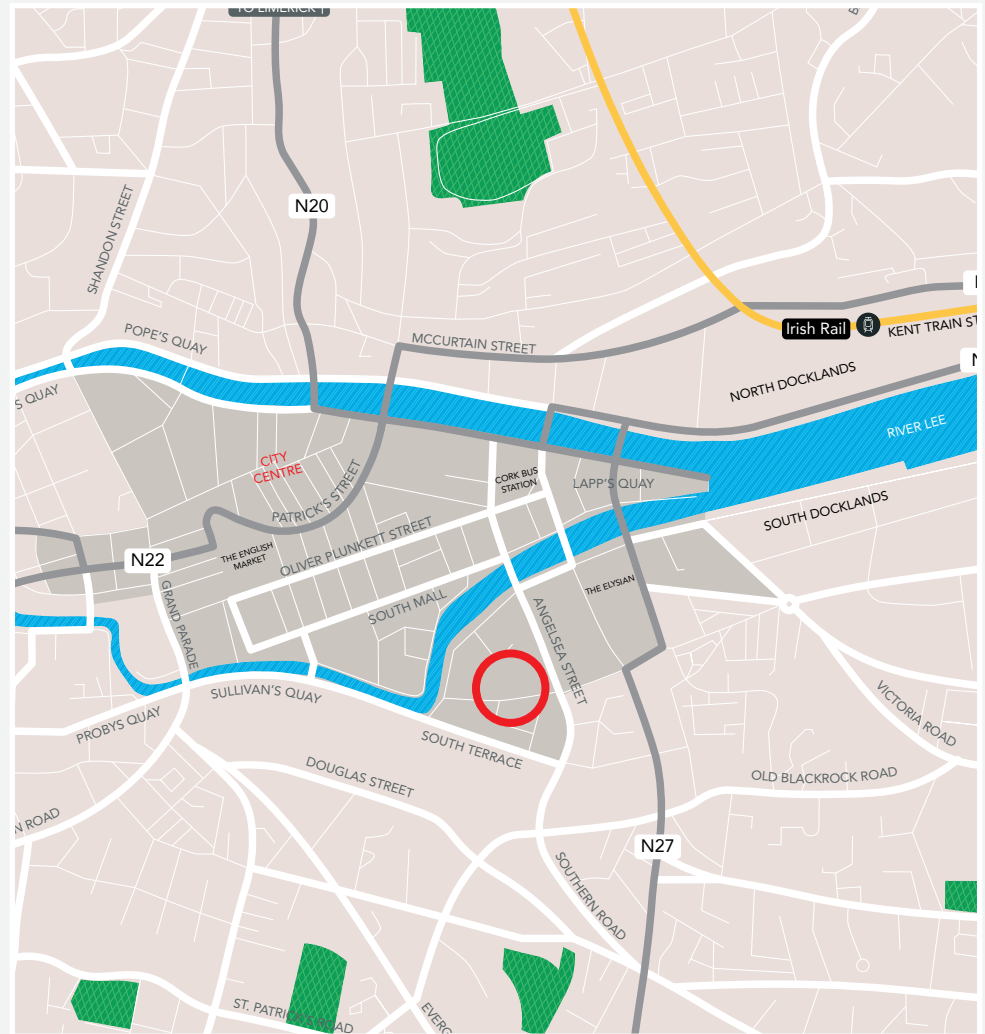 TO LIMERICK
N20
SHANDON STREET
POPE'S QUAY
MCCURTAIN STREET
Irish Rail
KENT TRAIN ST
NORTH DOCKLANDS
RIVER LEE
S QUAY
CITY
CENTRE
PATRICK'S STREET
CORK BUS
STATION
LAPP'S QUAY
SOUTH DOCKLANDS
N22
THE ENGLISH
MARKET
OLIVER PLUNKETT STREET
THE ELYSIAN
GRAND PARADE
SOUTH MALL
ANGELSEA STREET
SULLIVAN'S QUAY
PROBYS QUAY
SOUTH TERRACE
VICTORIA ROAD
DOUGLAS STREET
OLD BLACKROCK ROAD
N ROAD
N27
SOUTHERN ROAD
ST. PATRICK'S ROAD
EVERG